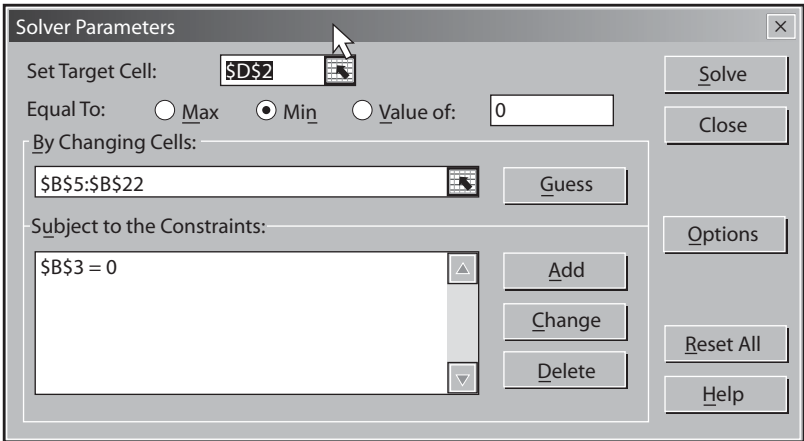 Solver Parameters
Set Target Cell: $D$2
Solve
Equal To: Max Min Value of: 0
Close
By Changing Cells:
$B$5:$B$22
Guess
Subject to the Constraints:
Options
$B$3 = 0
Add
Change
Reset All
Delete
Help